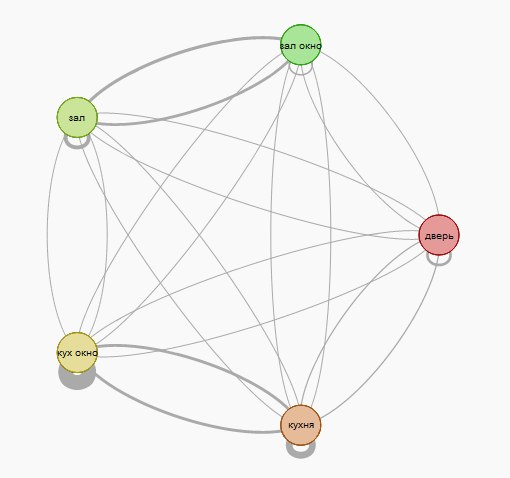 зал окно
зал
дверь
кух окно
кухня